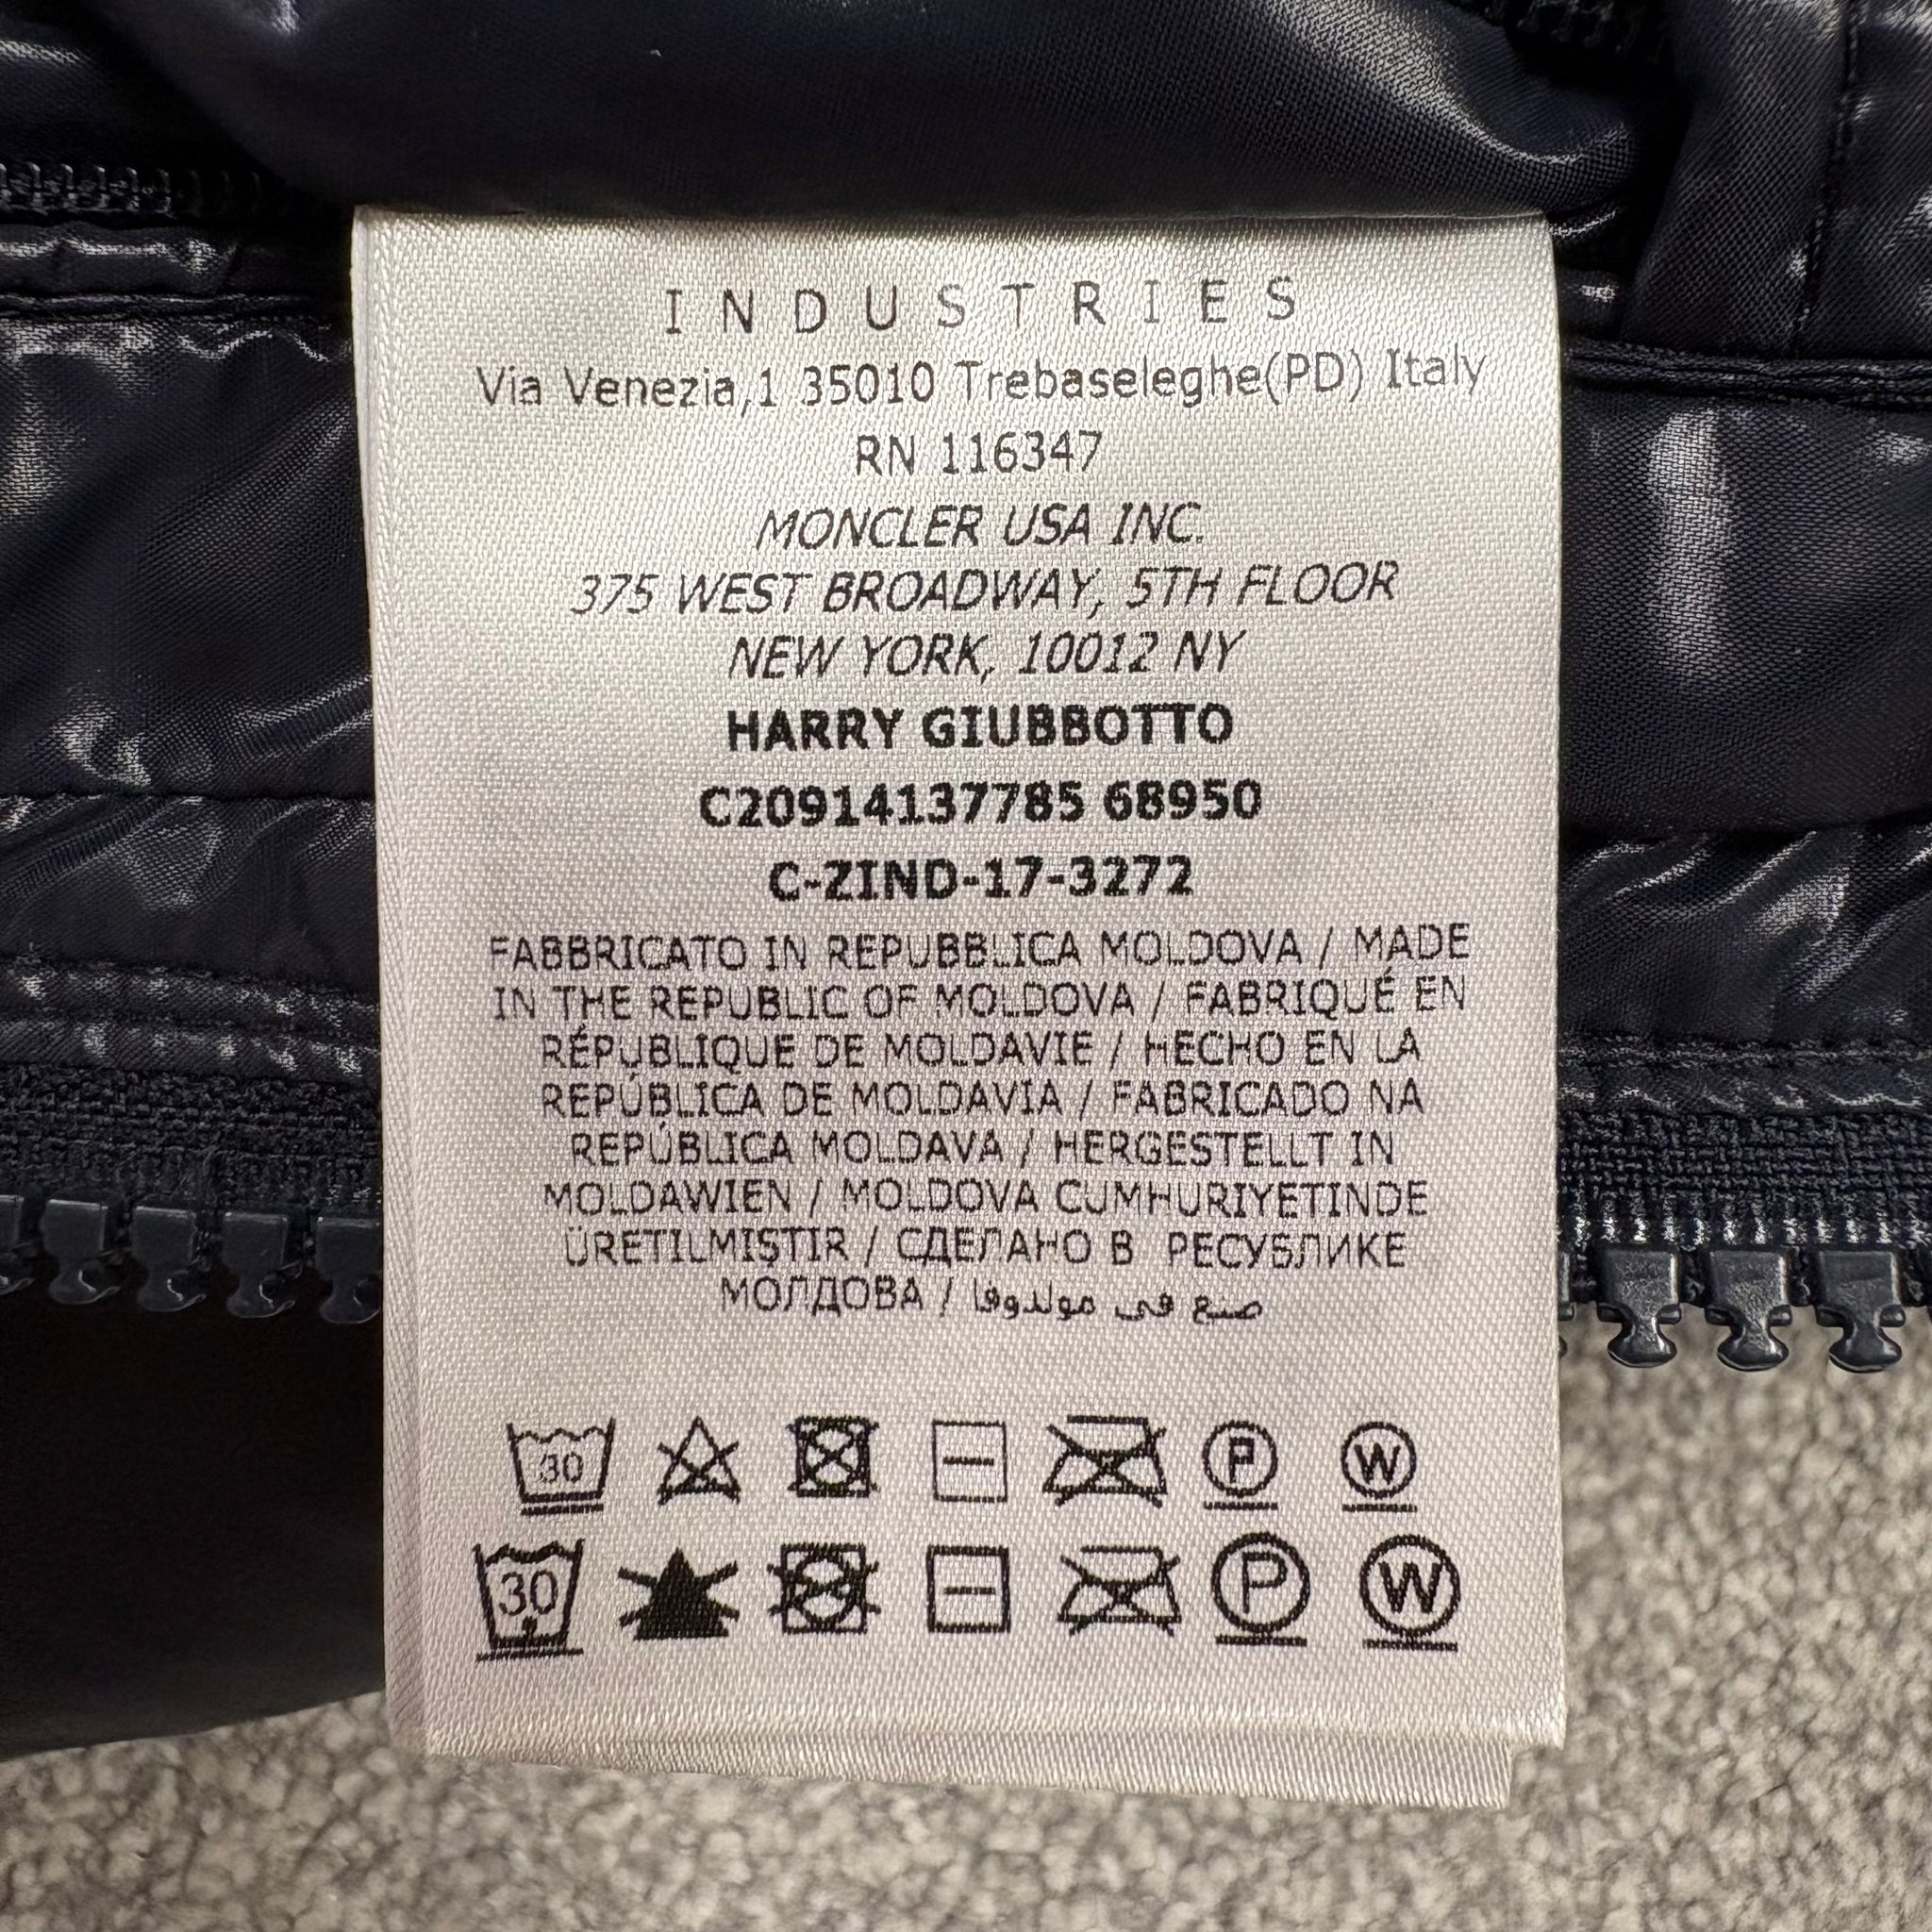 INDUSTRIES
Via Venezia,1 35010 Trebaseleghe(PD) Italy
RN 116347
MONCLER USA INC.
375 WEST BROADWAY, 5TH FLOOR
NEW YORK, 10012 NY
HARRY GIUBBOTTO
C20914137785 68950
C-ZIND-17-3272
FABBRICATO IN REPUBBLICA MOLDOVA / MADE
IN THE REPUBLIC OF MOLDOVA / FABRIQUÉ EN
RÉPUBLIQUE DE MOLDAVIE / HECHO EN LA
REPÚBLICA DE MOLDAVIA / FABRICADO NA
REPÚBLICA MOLDAVA / HERGESTELLT IN
MOLDAWIEN / MOLDOVA CUMHURIYETINDE
ÜRETILMIŞTIR / СДЕЛАНО В РЕСУБЛИКЕ
МОЛДОВА / صنع في مولدوفا
30 P W
30 P W